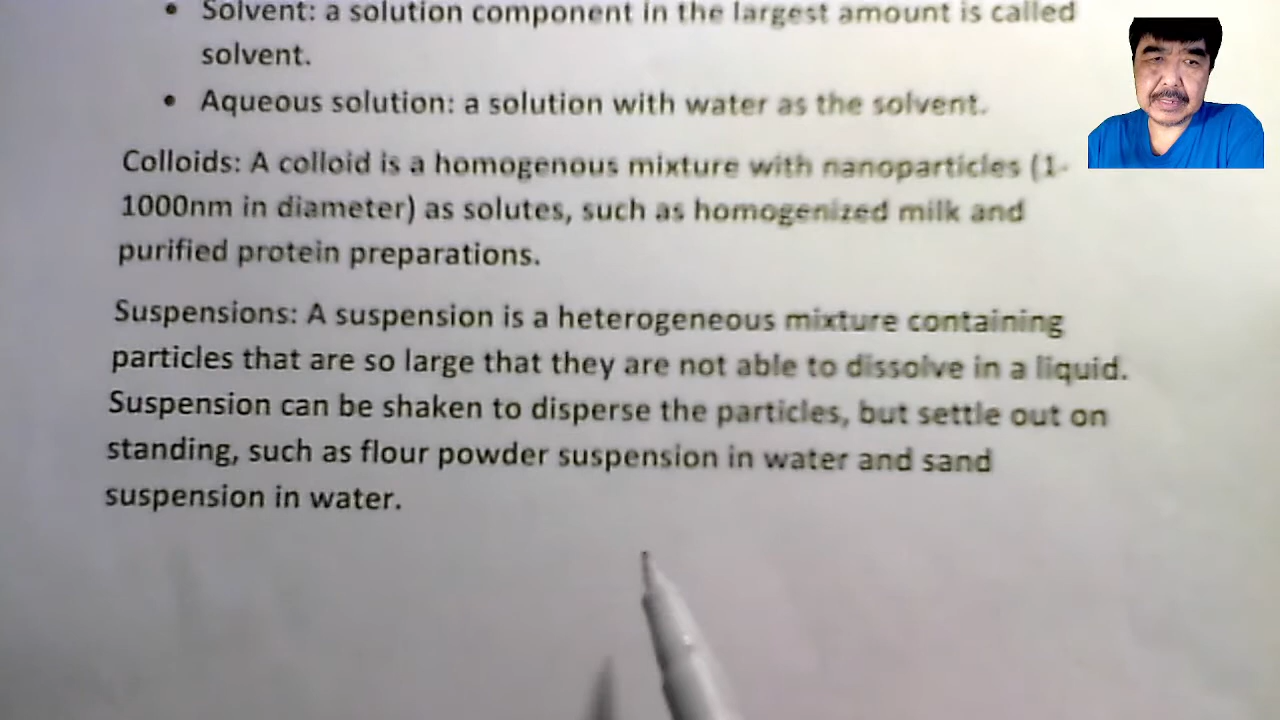 • Solvent: a solution component in the largest amount is called
solvent.
• Aqueous solution: a solution with water as the solvent.
Colloids: A colloid is a homogenous mixture with nanoparticles (1-
1000nm in diameter) as solutes, such as homogenized milk and
purified protein preparations.
Suspensions: A suspension is a heterogeneous mixture containing
particles that are so large that they are not able to dissolve in a liquid.
Suspension can be shaken to disperse the particles, but settle out on
standing, such as flour powder suspension in water and sand
suspension in water.